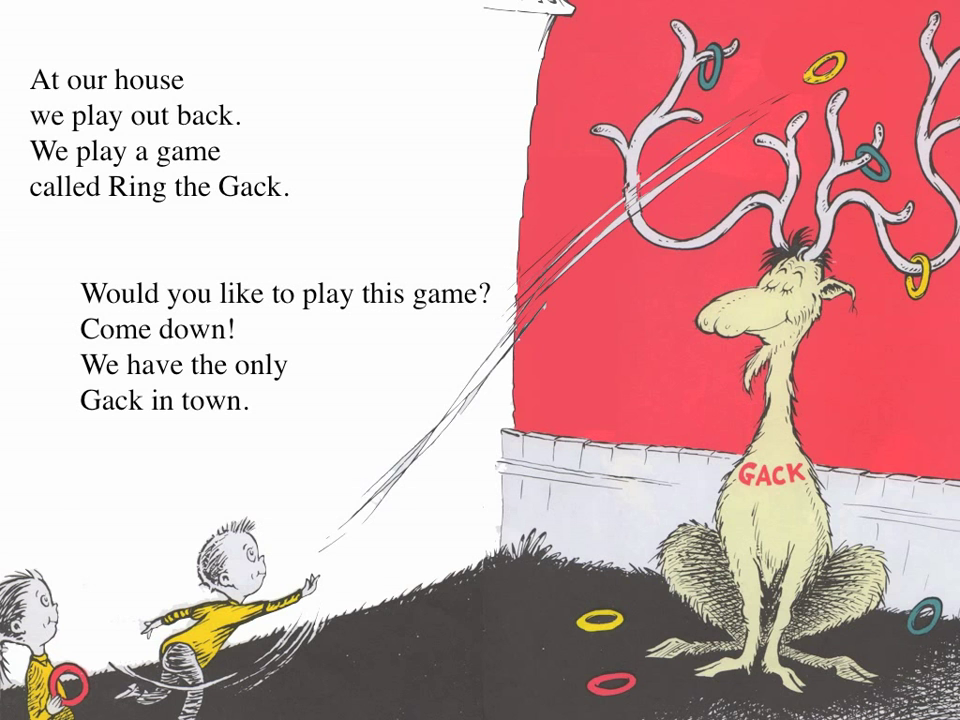 At our house
we play out back.
We play a game
called Ring the Gack.
Would you like to play this game?
Come down!
We have the only
Gack in town.
GACK